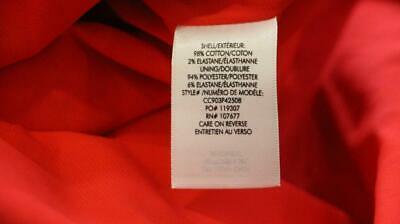 SHELL/EXTÉRIEUR:
98% COTTON/COTON
2% ELASTANE/ÉLASTHANNE
LINING/DOUBLURE
94% POLYESTER/POLYESTER
6% ELASTANE/ÉLASTHANNE
STYLE# /NUMÉRO DE MODÈLE:
CC903P42508
PO# 119307
RN# 107677
CARE ON REVERSE
ENTRETIEN AU VERSO